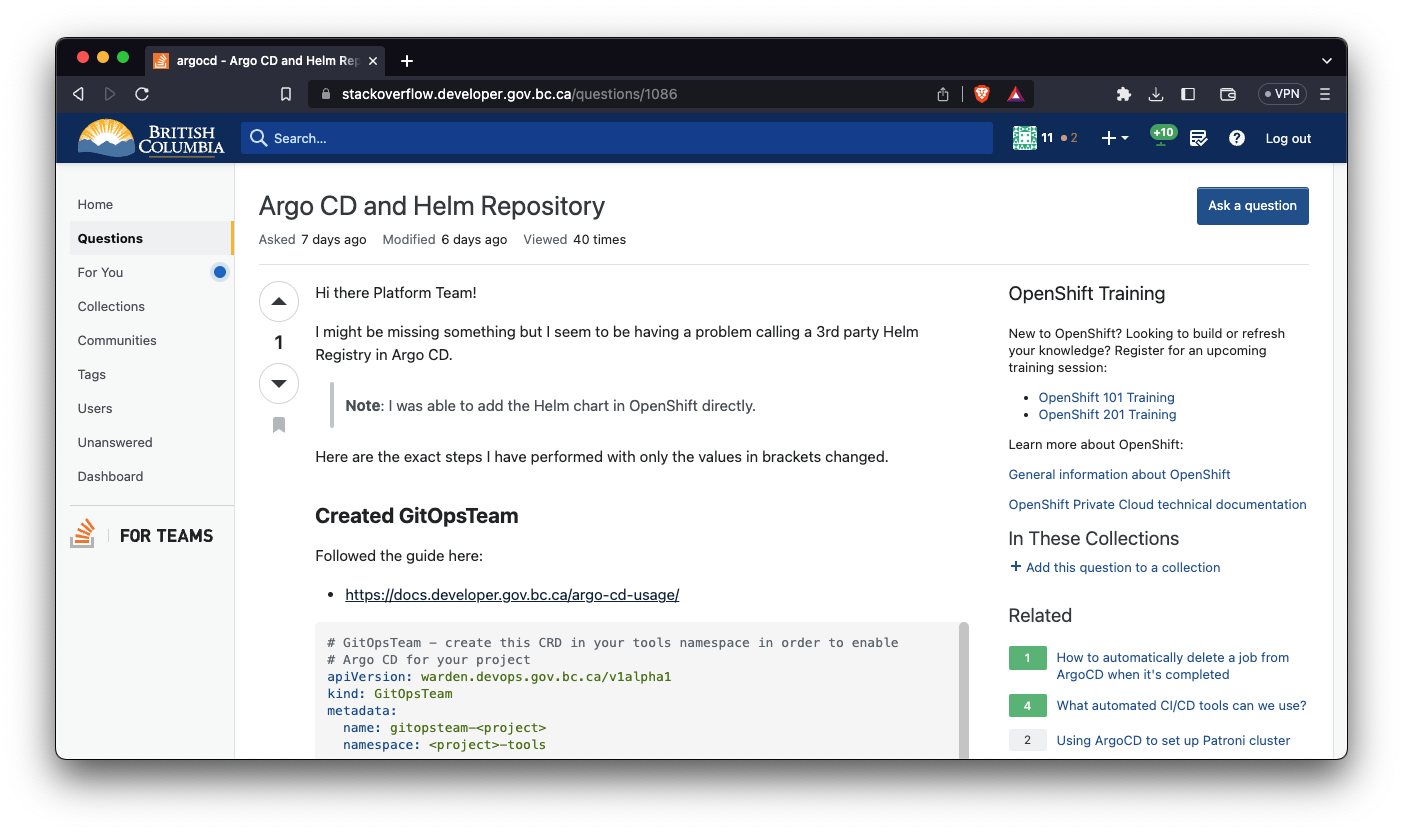 argocd - Argo CD and Helm Rep
stackoverflow.developer.gov.bc.ca/questions/1086
VPN
BRITISH
COLUMBIA
Search...
11 2
+10
Log out
Home
Questions
For You
Collections
Communities
Tags
Users
Unanswered
Dashboard
FOR TEAMS
Argo CD and Helm Repository
Ask a question
Asked 7 days ago Modified 6 days ago Viewed 40 times
1
Hi there Platform Team!
I might be missing something but I seem to be having a problem calling a 3rd party Helm
Registry in Argo CD.
Note: I was able to add the Helm chart in OpenShift directly.
Here are the exact steps I have performed with only the values in brackets changed.
Created GitOpsTeam
Followed the guide here:
• https://docs.developer.gov.bc.ca/argo-cd-usage/
# GitOpsTeam - create this CRD in your tools namespace in order to enable
# Argo CD for your project
apiVersion: warden.devops.gov.bc.ca/v1alpha1
kind: GitOpsTeam
metadata:
  name: gitopsteam-<project>
  namespace: <project>-tools
OpenShift Training
New to OpenShift? Looking to build or refresh
your knowledge? Register for an upcoming
training session:
• OpenShift 101 Training
• OpenShift 201 Training
Learn more about OpenShift:
General information about OpenShift
OpenShift Private Cloud technical documentation
In These Collections
+ Add this question to a collection
Related
1 How to automatically delete a job from
ArgoCD when it's completed
4 What automated CI/CD tools can we use?
2 Using ArgoCD to set up Patroni cluster